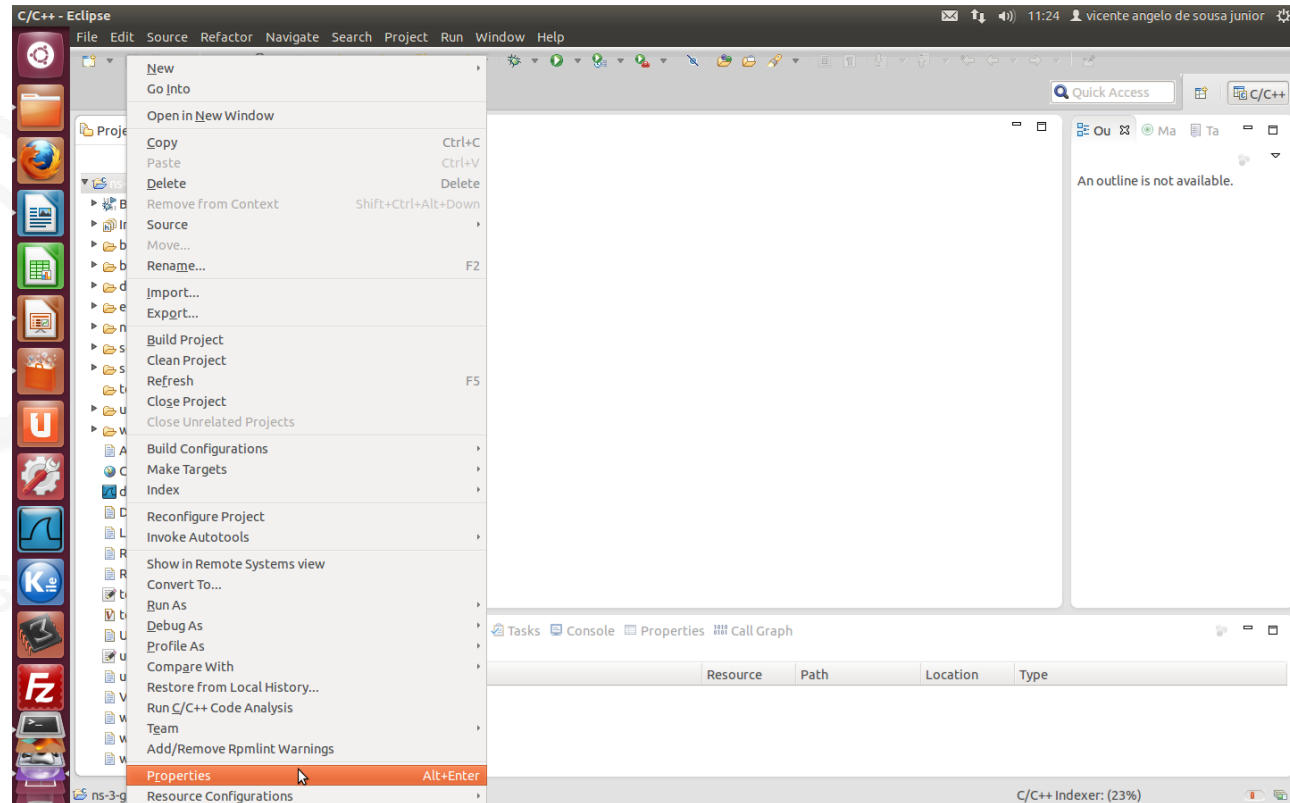 C/C++ - Eclipse
11:24 vicente angelo de sousa junior
File Edit Source Refactor Navigate Search Project Run Window Help
Quick Access C/C++
Proje
Ou Ma Ta
An outline is not available.
New
Go Into
Open in New Window
Copy Ctrl+C
Paste Ctrl+V
Delete Delete
Remove from Context Shift+Ctrl+Alt+Down
Source
Move...
Rename... F2
Import...
Export...
Build Project
Clean Project
Refresh F5
Close Project
Close Unrelated Projects
Build Configurations
Make Targets
Index
Reconfigure Project
Invoke Autotools
Show in Remote Systems view
Convert To...
Run As
Debug As
Profile As
Compare With
Restore from Local History...
Run C/C++ Code Analysis
Team
Add/Remove Rpmlint Warnings
Properties Alt+Enter
Resource Configurations
Tasks Console Properties Call Graph
Resource Path Location Type
ns-3-g
C/C++ Indexer: (23%)